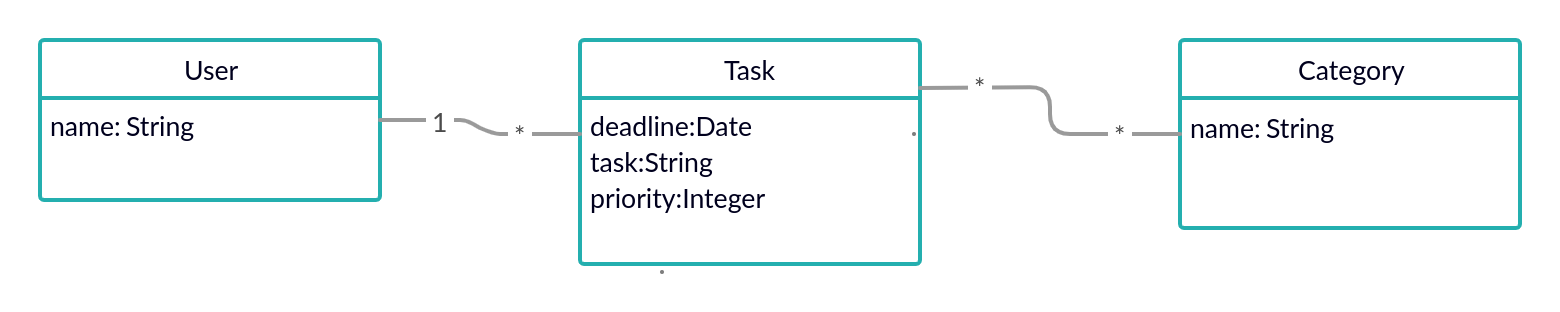 User
name: String
1
*
Task
deadline:Date
task:String
priority:Integer
*
*
Category
name: String